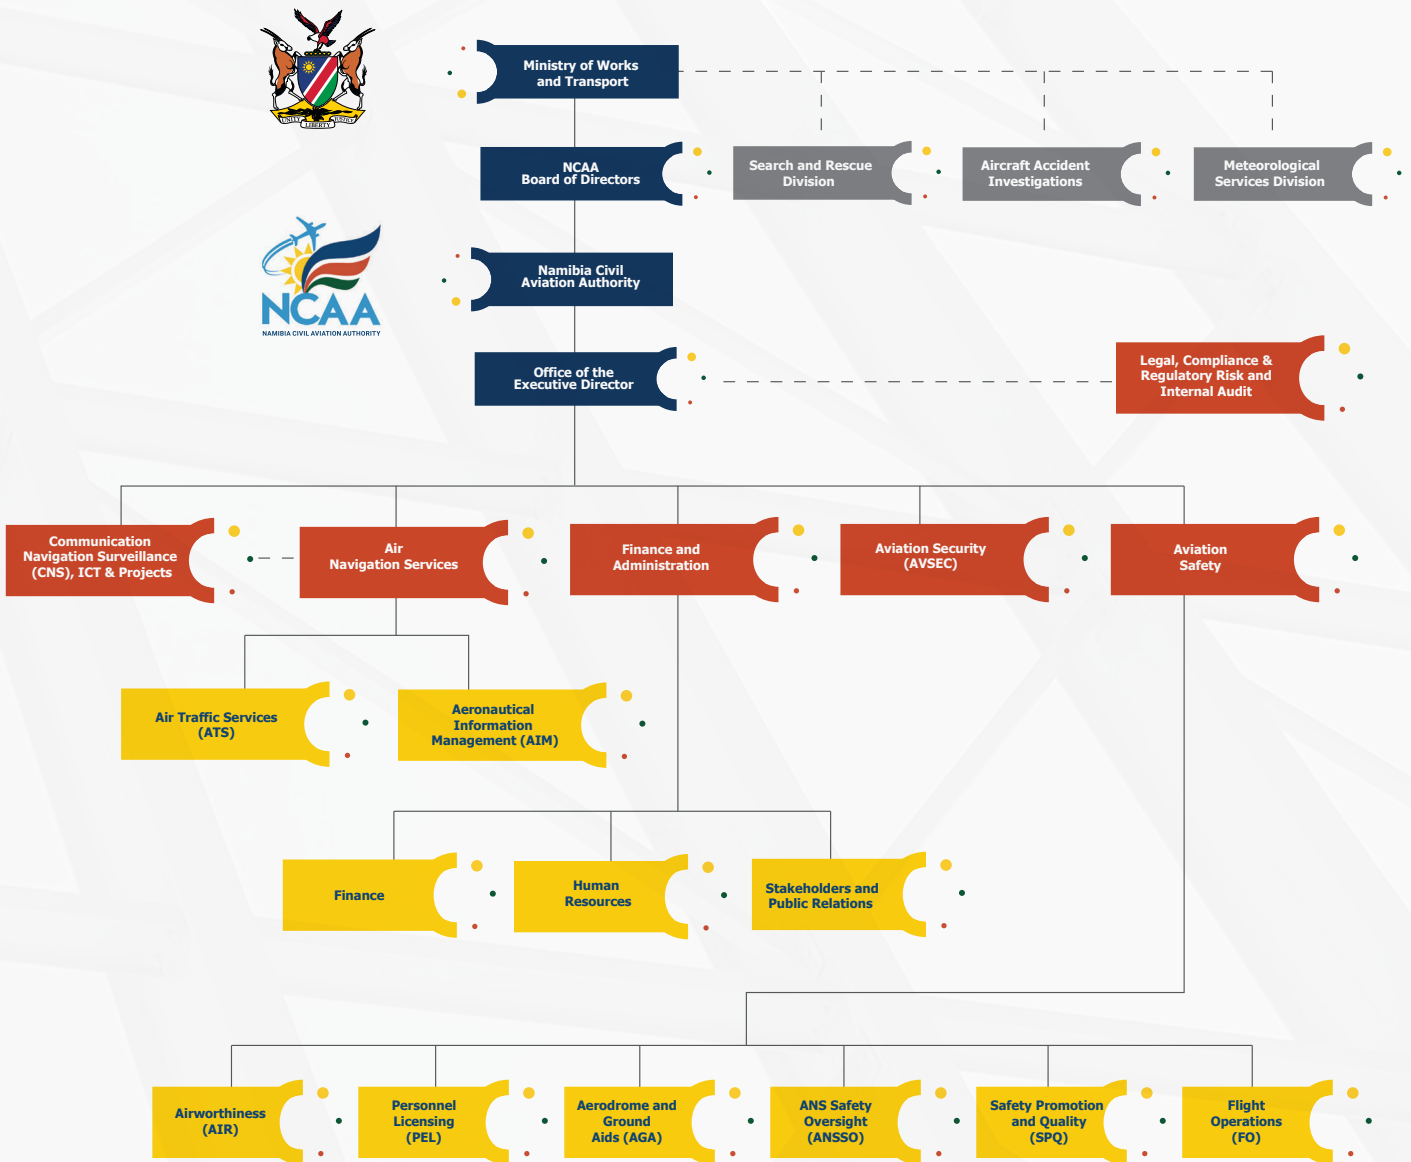 UNITY
LIBERTY
JUSTICE
Ministry of Works
and Transport
NCAA
Board of Directors
Search and Rescue
Division
Aircraft Accident
Investigations
Meteorological
Services Division
NCAA
NAMIBIA CIVIL AVIATION AUTHORITY
Namibia Civil
Aviation Authority
Office of the
Executive Director
Legal, Compliance &
Regulatory Risk and
Internal Audit
Communication
Navigation Surveillance
(CNS), ICT & Projects
Air
Navigation Services
Finance and
Administration
Aviation Security
(AVSEC)
Aviation
Safety
Air Traffic Services
(ATS)
Aeronautical
Information
Management (AIM)
Finance
Human
Resources
Stakeholders and
Public Relations
Airworthiness
(AIR)
Personnel
Licensing
(PEL)
Aerodrome and
Ground
Aids (AGA)
ANS Safety
Oversight
(ANSSO)
Safety Promotion
and Quality
(SPQ)
Flight
Operations
(FO)